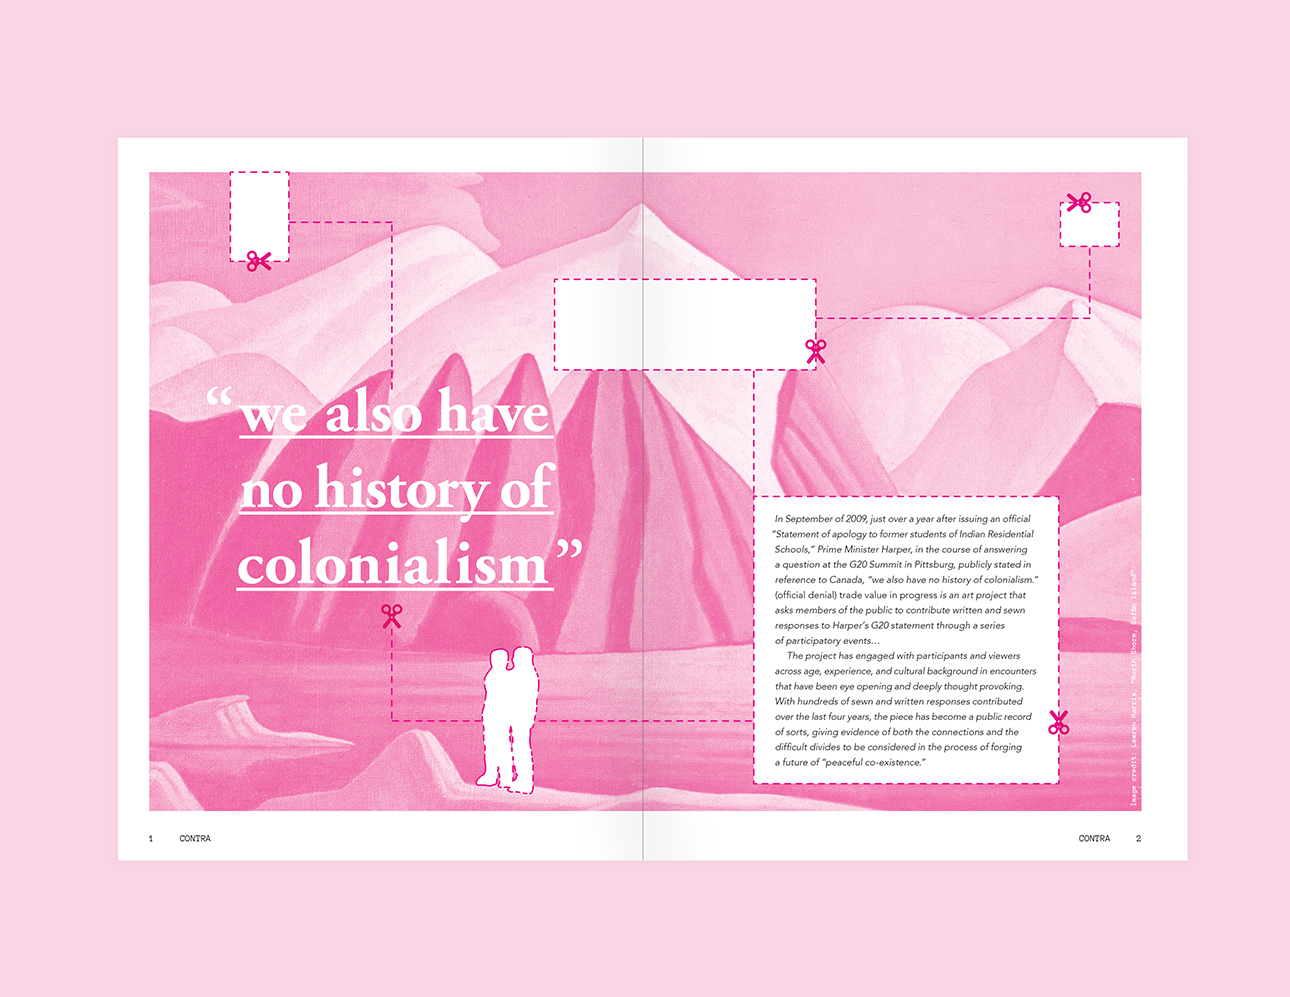 “we also have
no history of
colonialism”
In September of 2009, just over a year after issuing an official
“Statement of apology to former students of Indian Residential
Schools,” Prime Minister Harper, in the course of answering
a question at the G20 Summit in Pittsburg, publicly stated in
reference to Canada, “we also have no history of colonialism.”
(official denial) trade value in progress is an art project that
asks members of the public to contribute written and sewn
responses to Harper’s G20 statement through a series
of participatory events…
The project has engaged with participants and viewers
across age, experience, and cultural background in encounters
that have been eye opening and deeply thought provoking.
With hundreds of sewn and written responses contributed
over the last four years, the piece has become a public record
of sorts, giving evidence of both the connections and the
difficult divides to be considered in the process of forging
a future of “peaceful co-existence.”
Image credit: Lawren Harris, "North Shore, Baffin Island"
1 CONTRA
CONTRA 2